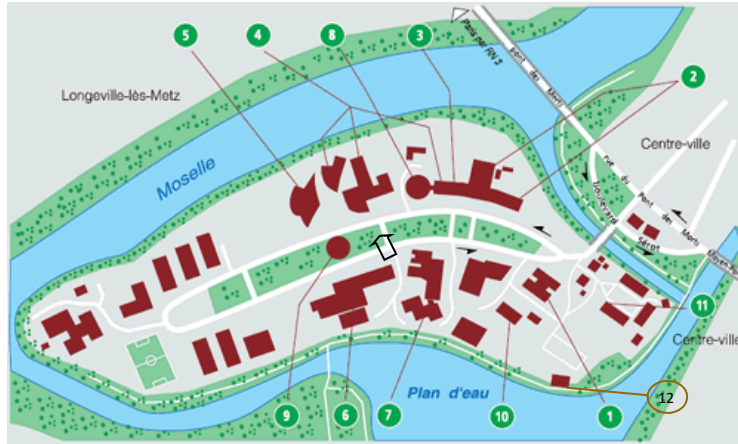 5
4
8
3
2
Paris par RN 3
Pont des Morts
Longeville-lès-Metz
Centre-ville
Moselle
rue du Pont des Morts
Boulevard
Sérot
11
Centre-ville
Plan d'eau
12
9
6
7
10
1